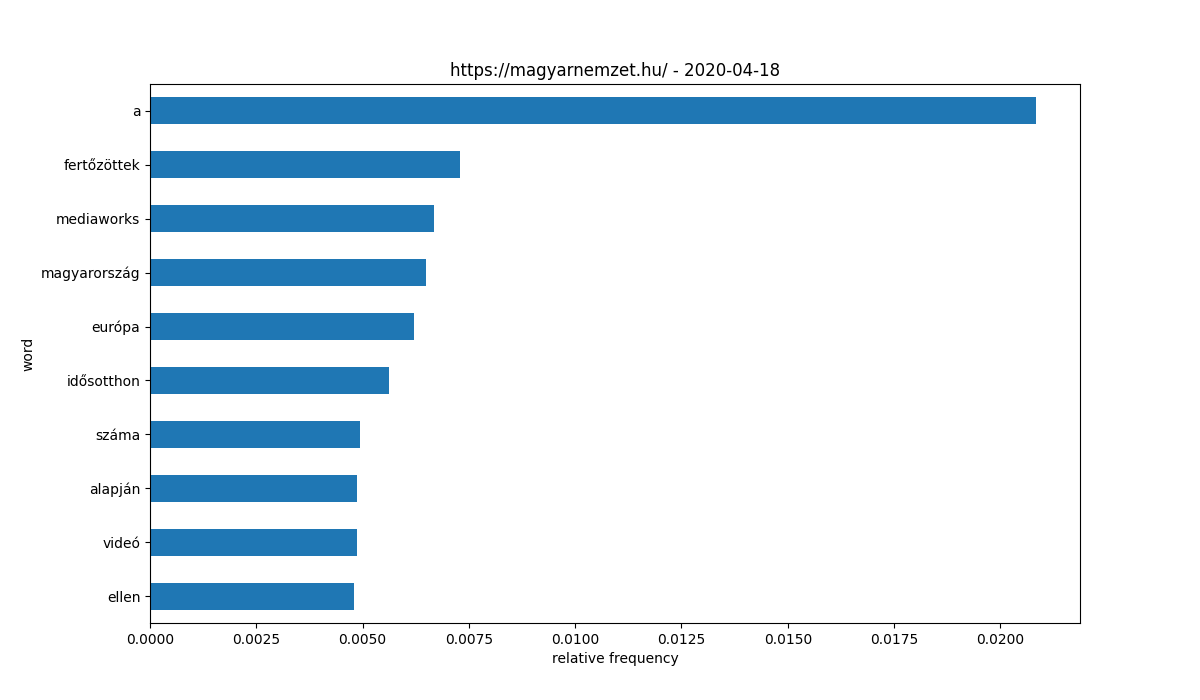 https://magyarnemzet.hu/ - 2020-04-18
a
fertőzöttek
mediaworks
magyarország
európa
idősotthon
száma
alapján
videó
ellen
word
0.0000 0.0025 0.0050 0.0075 0.0100 0.0125 0.0150 0.0175 0.0200
relative frequency